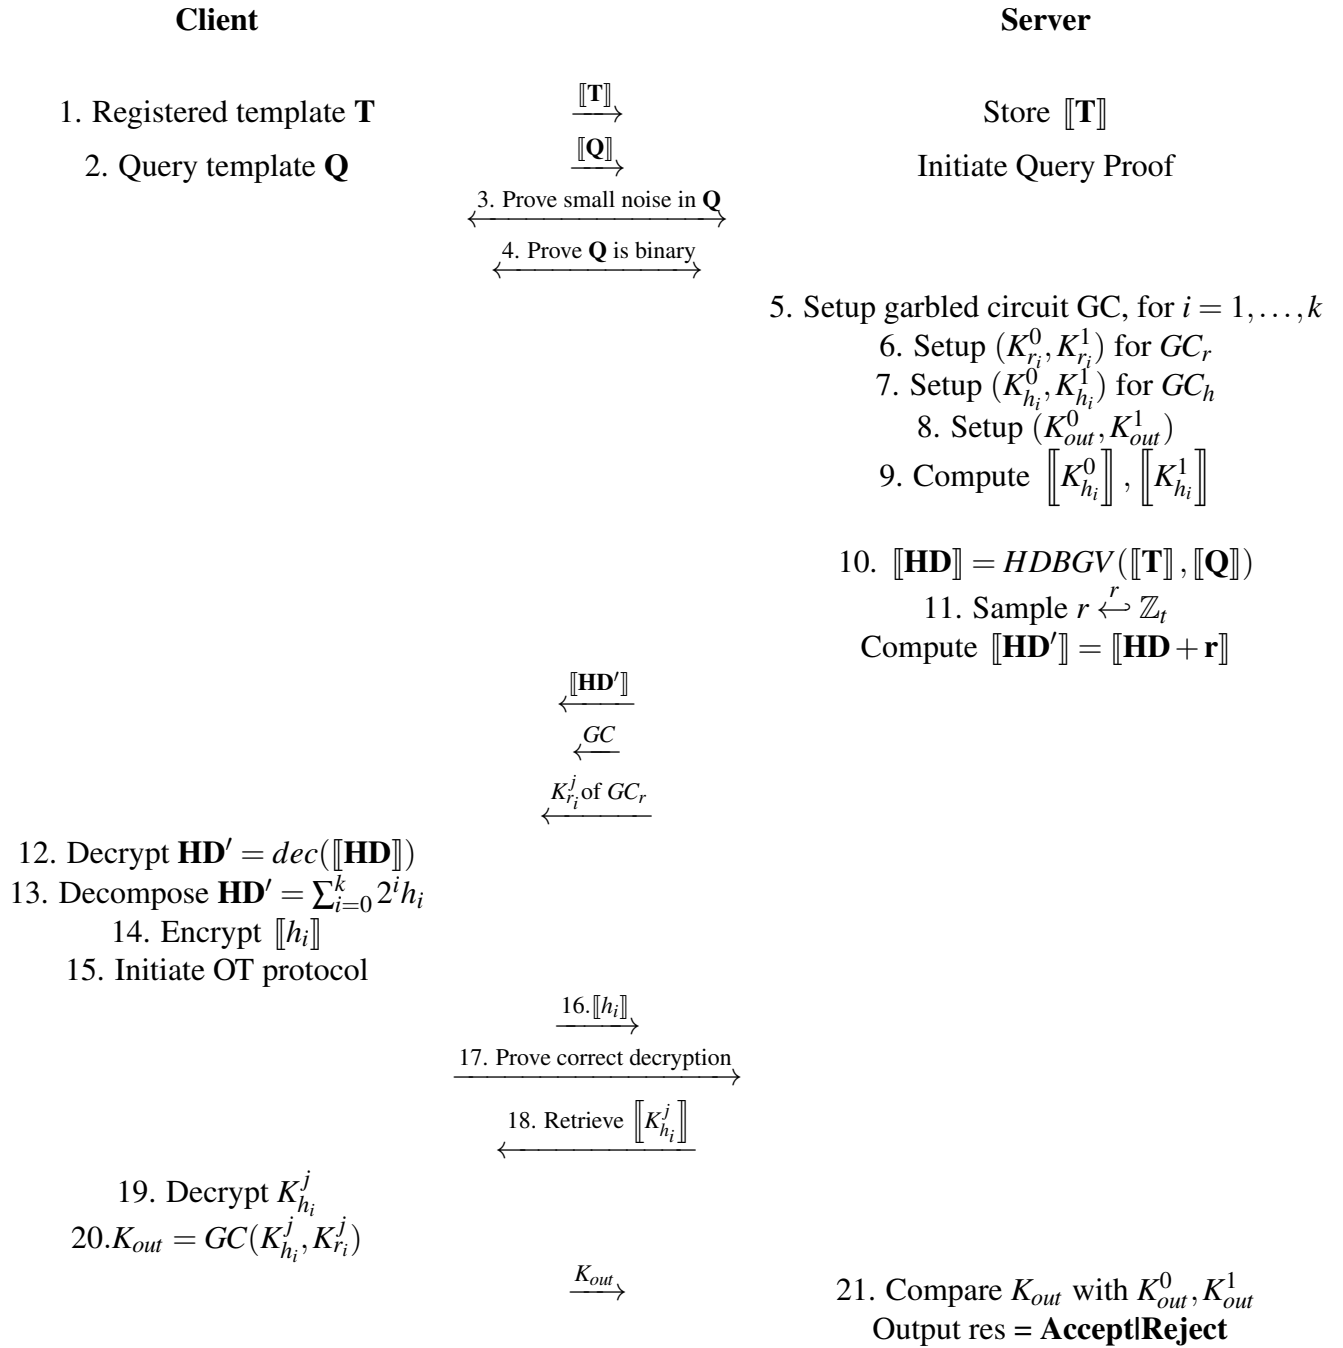 Client Server
1. Registered template T ⟦T⟧ Store ⟦T⟧
2. Query template Q ⟦Q⟧ Initiate Query Proof
3. Prove small noise in Q
4. Prove Q is binary
5. Setup garbled circuit GC, for i = 1,...,k
6. Setup (K^0_{r_i}, K^1_{r_i}) for GC_r
7. Setup (K^0_{h_i}, K^1_{h_i}) for GC_h
8. Setup (K^0_{out}, K^1_{out})
9. Compute ⟦K^0_{h_i}⟧, ⟦K^1_{h_i}⟧
10. ⟦HD⟧ = HDBGV(⟦T⟧, ⟦Q⟧)
11. Sample r ↩^r ℤ_t
Compute ⟦HD′⟧ = ⟦HD + r⟧
⟦HD′⟧
GC
K^j_{r_i} of GC_r
12. Decrypt HD′ = dec(⟦HD⟧)
13. Decompose HD′ = ∑^k_{i=0} 2^i h_i
14. Encrypt ⟦h_i⟧
15. Initiate OT protocol
16.⟦h_i⟧
17. Prove correct decryption
18. Retrieve ⟦K^j_{h_i}⟧
19. Decrypt K^j_{h_i}
20.K_{out} = GC(K^j_{h_i}, K^j_{r_i})
K_{out} 21. Compare K_{out} with K^0_{out}, K^1_{out}
Output res = Accept|Reject